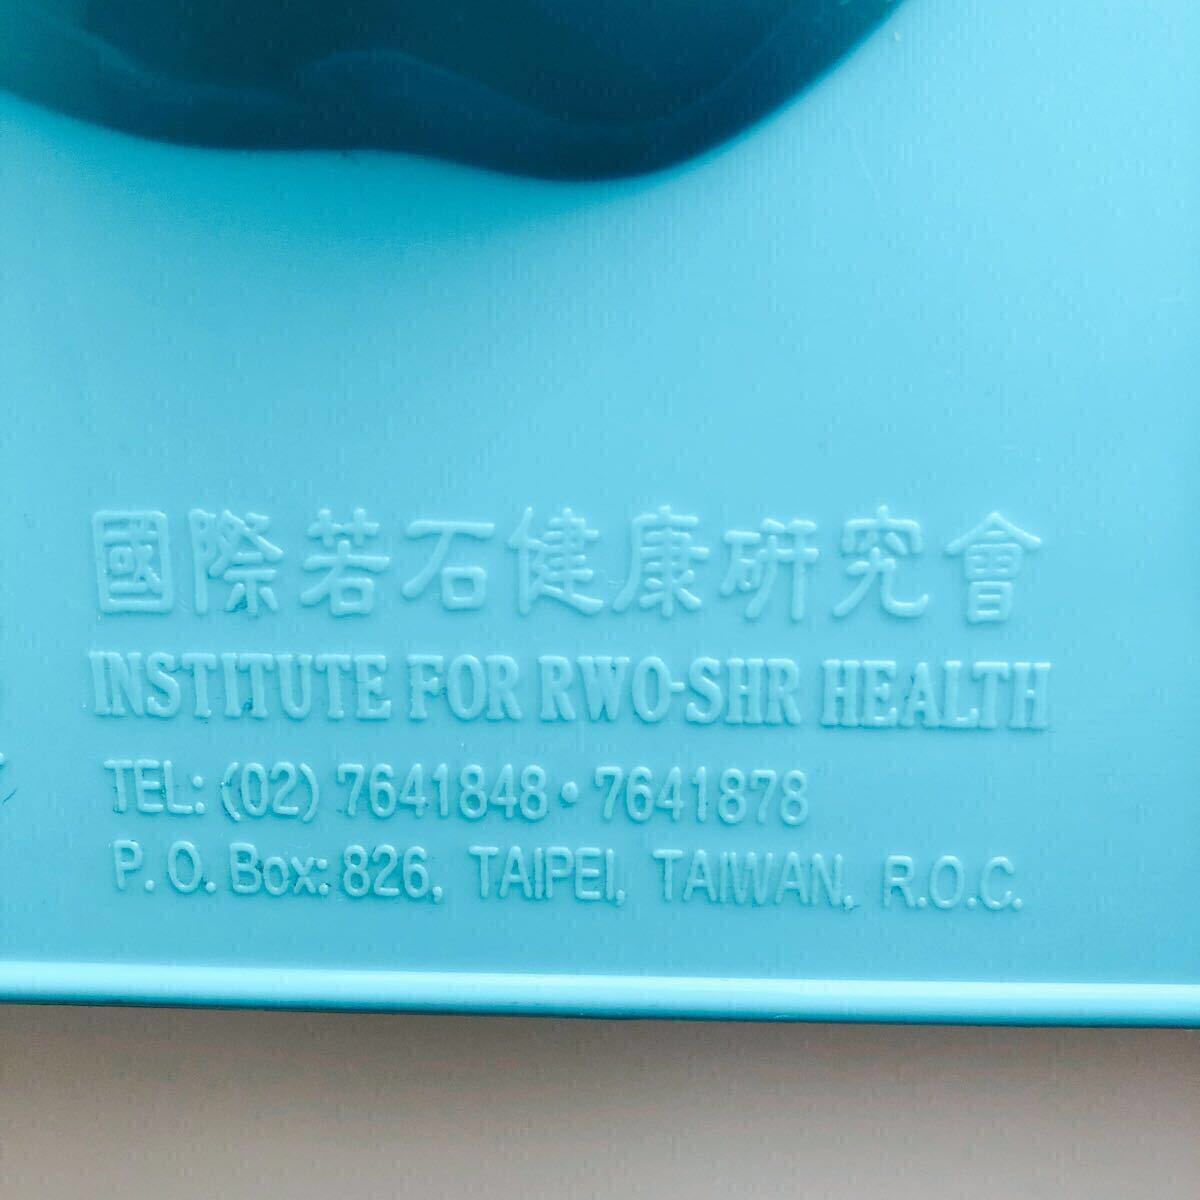 國際若石健康硏究會
INSTITUTE FOR RWO-SHR HEALTH
TEL: (02) 7641848・7641878
P.O. Box: 826, TAIPEI, TAIWAN, R.O.C.